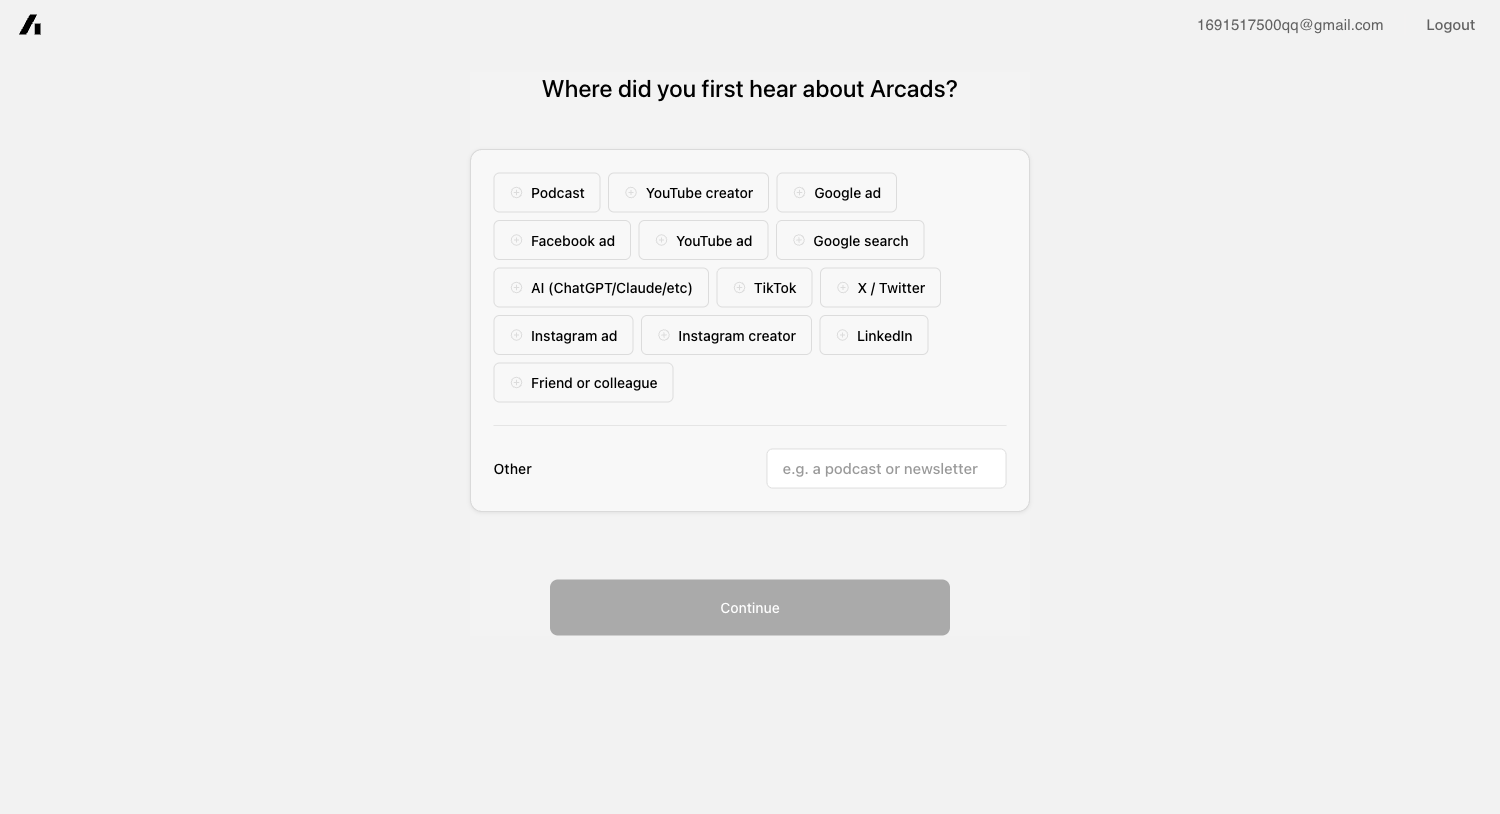 1691517500qq@gmail.com Logout
Where did you first hear about Arcads?
Podcast YouTube creator Google ad
Facebook ad YouTube ad Google search
AI (ChatGPT/Claude/etc) TikTok X / Twitter
Instagram ad Instagram creator LinkedIn
Friend or colleague
Other e.g. a podcast or newsletter
Continue